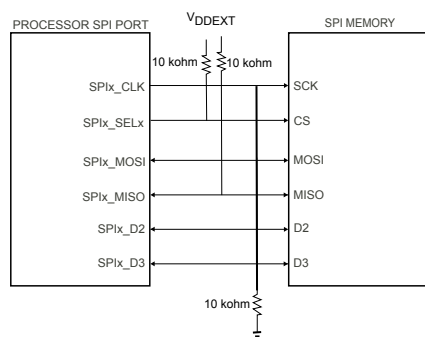 PROCESSOR SPI PORT
VDDEXT
SPI MEMORY
10 kohm
10 kohm
SPIx_CLK
SCK
SPIx_SELx
CS
SPIx_MOSI
MOSI
SPIx_MISO
MISO
SPIx_D2
D2
SPIx_D3
D3
10 kohm